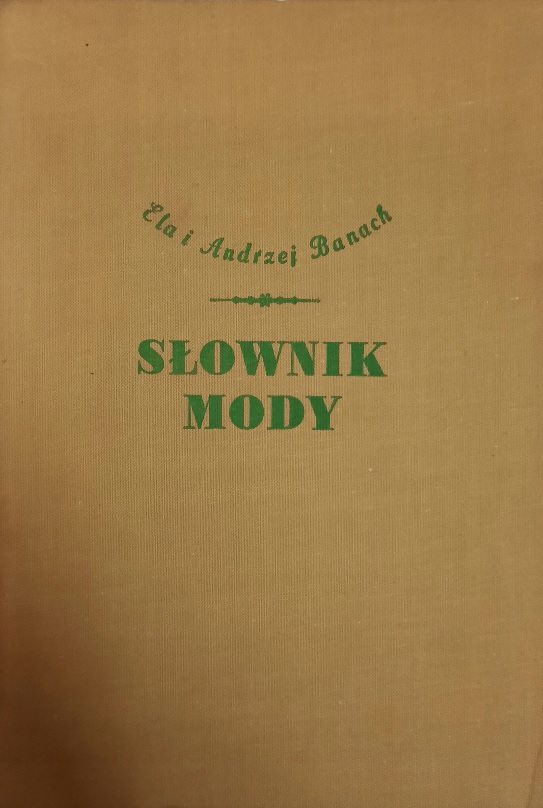 Ela i Andrzej Banach
SŁOWNIK
MODY